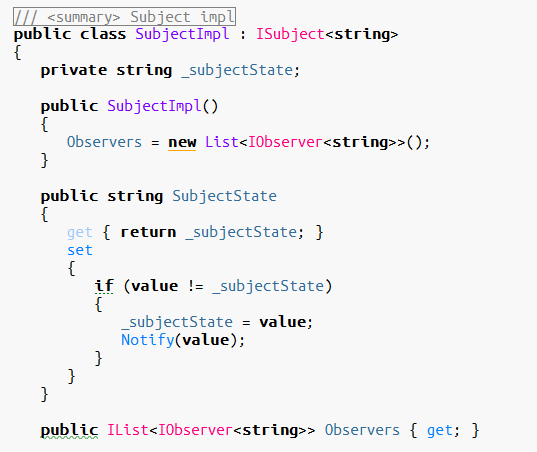 /// <summary> Subject impl
public class SubjectImpl : ISubject<string>
{
private string _subjectState;
public SubjectImpl()
{
Observers = new List<IObserver<string>>();
}
public string SubjectState
{
get { return _subjectState; }
set
{
if (value != _subjectState)
{
_subjectState = value;
Notify(value);
}
}
}
public IList<IObserver<string>> Observers { get; }